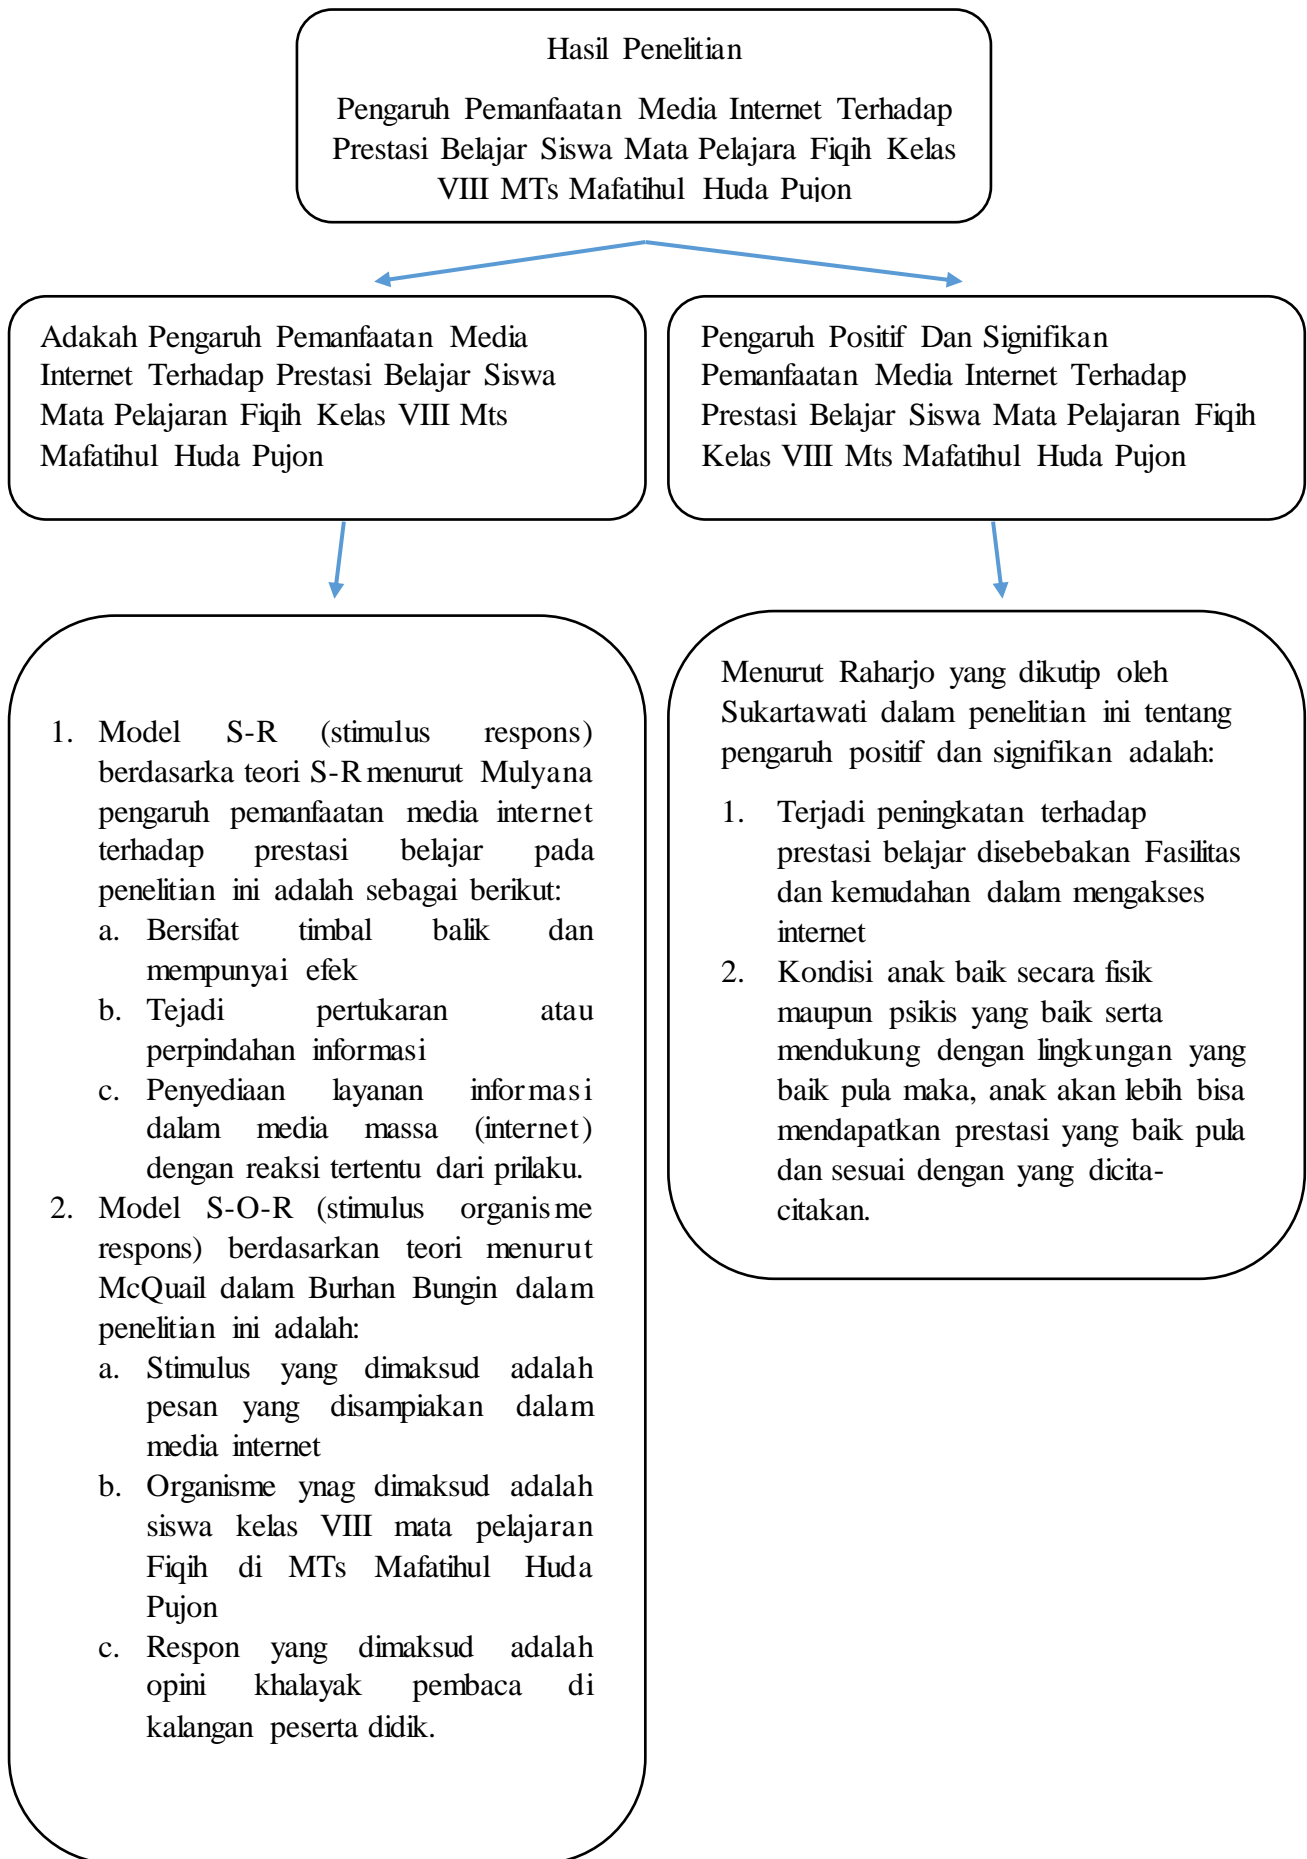 Hasil Penelitian
Pengaruh Pemanfaatan Media Internet Terhadap
Prestasi Belajar Siswa Mata Pelajara Fiqih Kelas
VIII MTs Mafatihul Huda Pujon
Adakah Pengaruh Pemanfaatan Media
Internet Terhadap Prestasi Belajar Siswa
Mata Pelajaran Fiqih Kelas VIII Mts
Mafatihul Huda Pujon
Pengaruh Positif Dan Signifikan
Pemanfaatan Media Internet Terhadap
Prestasi Belajar Siswa Mata Pelajaran Fiqih
Kelas VIII Mts Mafatihul Huda Pujon
1. Model S-R (stimulus respons)
berdasarka teori S-R menurut Mulyana
pengaruh pemanfaatan media internet
terhadap prestasi belajar pada
penelitian ini adalah sebagai berikut:
a. Bersifat timbal balik dan
mempunyai efek
b. Tejadi pertukaran atau
perpindahan informasi
c. Penyediaan layanan informasi
dalam media massa (internet)
dengan reaksi tertentu dari prilaku.
2. Model S-O-R (stimulus organisme
respons) berdasarkan teori menurut
McQuail dalam Burhan Bungin dalam
penelitian ini adalah:
a. Stimulus yang dimaksud adalah
pesan yang disampiakan dalam
media internet
b. Organisme ynag dimaksud adalah
siswa kelas VIII mata pelajaran
Fiqih di MTs Mafatihul Huda
Pujon
c. Respon yang dimaksud adalah
opini khalayak pembaca di
kalangan peserta didik.
Menurut Raharjo yang dikutip oleh
Sukartawati dalam penelitian ini tentang
pengaruh positif dan signifikan adalah:
1. Terjadi peningkatan terhadap
prestasi belajar disebebakan Fasilitas
dan kemudahan dalam mengakses
internet
2. Kondisi anak baik secara fisik
maupun psikis yang baik serta
mendukung dengan lingkungan yang
baik pula maka, anak akan lebih bisa
mendapatkan prestasi yang baik pula
dan sesuai dengan yang dicita-
citakan.